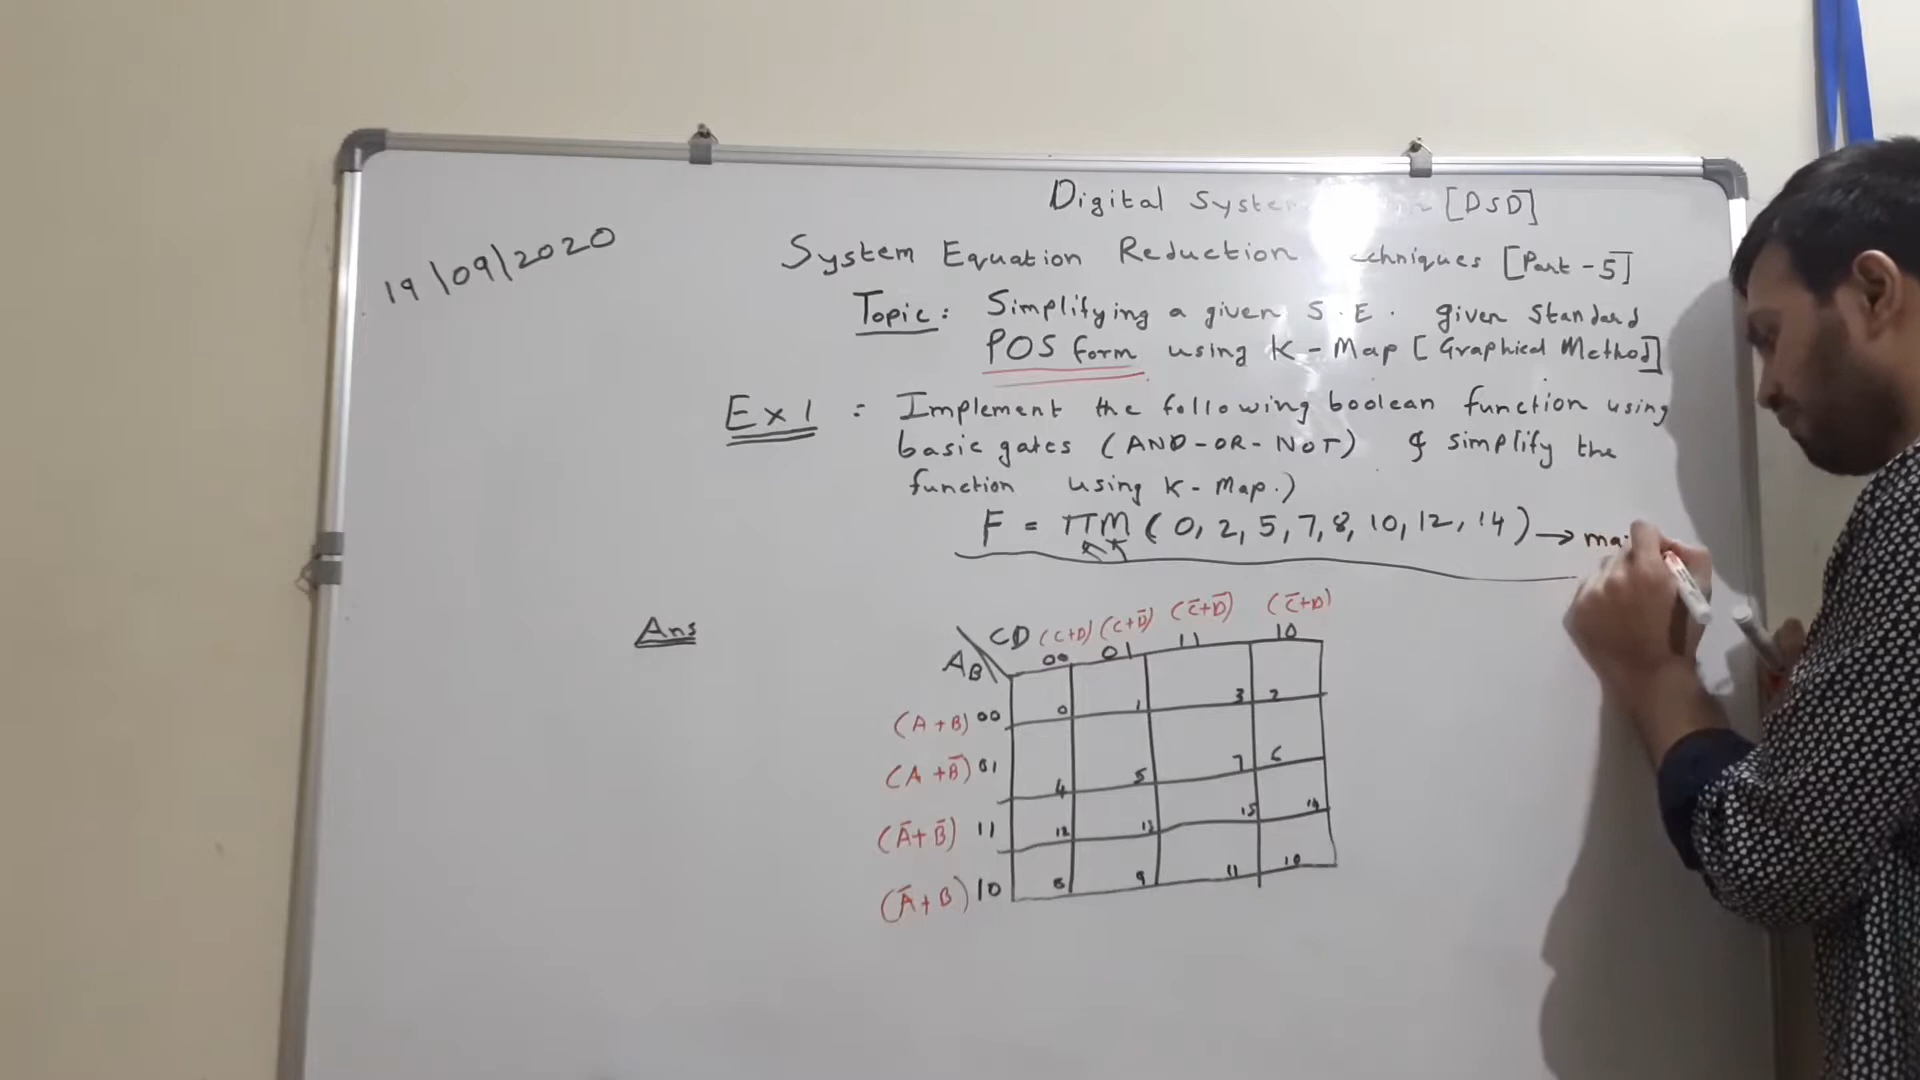 Digital [DSD]
19/09/2020
System Equation Reduction [Part-5]
Topic: Simplifying a given S.E. given Standard
POS form using K-Map [Graphical Method]
Ex 1 : Implement the following boolean function using
basic gates (AND-OR-NOT) & simplify the
function using K-Map.)
F = ΠM (0, 2, 5, 7, 8, 10, 12, 14) →
Ans
CD (C+D) (C+D̅) (C̅+D̅) (C̅+D)
AB 00 01 11 10
(A+B) 00 0 1 3 2
(A+B̅) 01 4 5 7 6
(A̅+B̅) 11 12 13 15 14
(A̅+B) 10 8 9 11 10